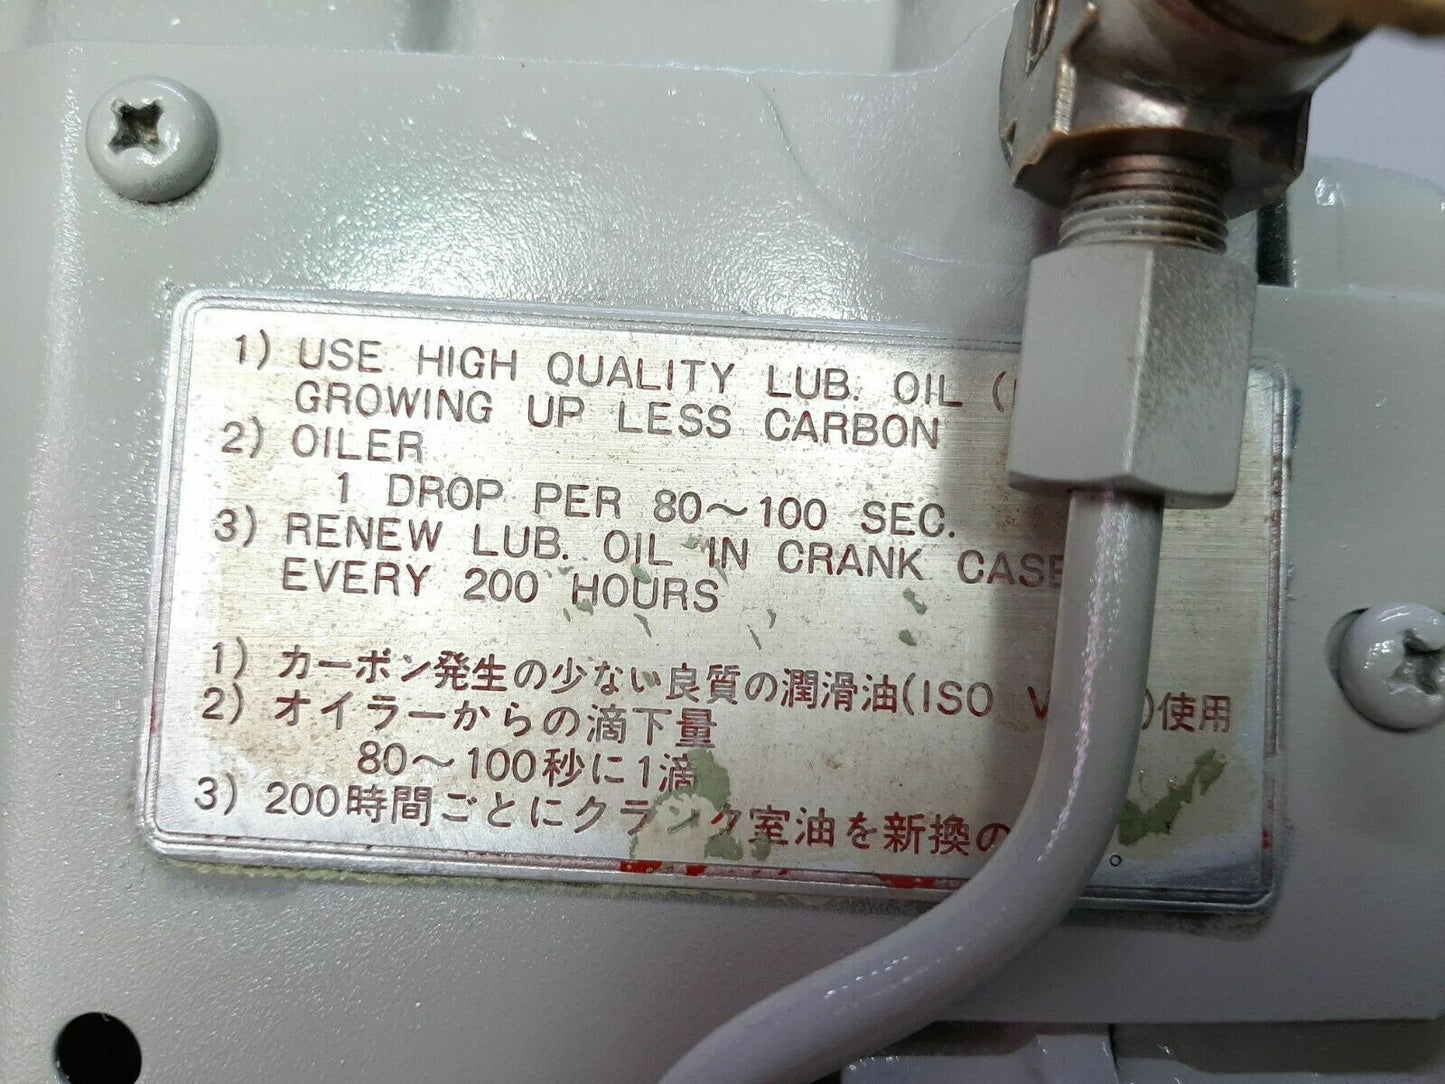 1) USE HIGH QUALITY LUB. OIL (
GROWING UP LESS CARBON
2) OILER
1 DROP PER 80～100 SEC.
3) RENEW LUB. OIL IN CRANK CASE
EVERY 200 HOURS
1) カーボン発生の少ない良質の潤滑油(ISO V )使用
2) オイラーからの滴下量
80～100秒に1滴
3) 200時間ごとにクランク室油を新換の 。